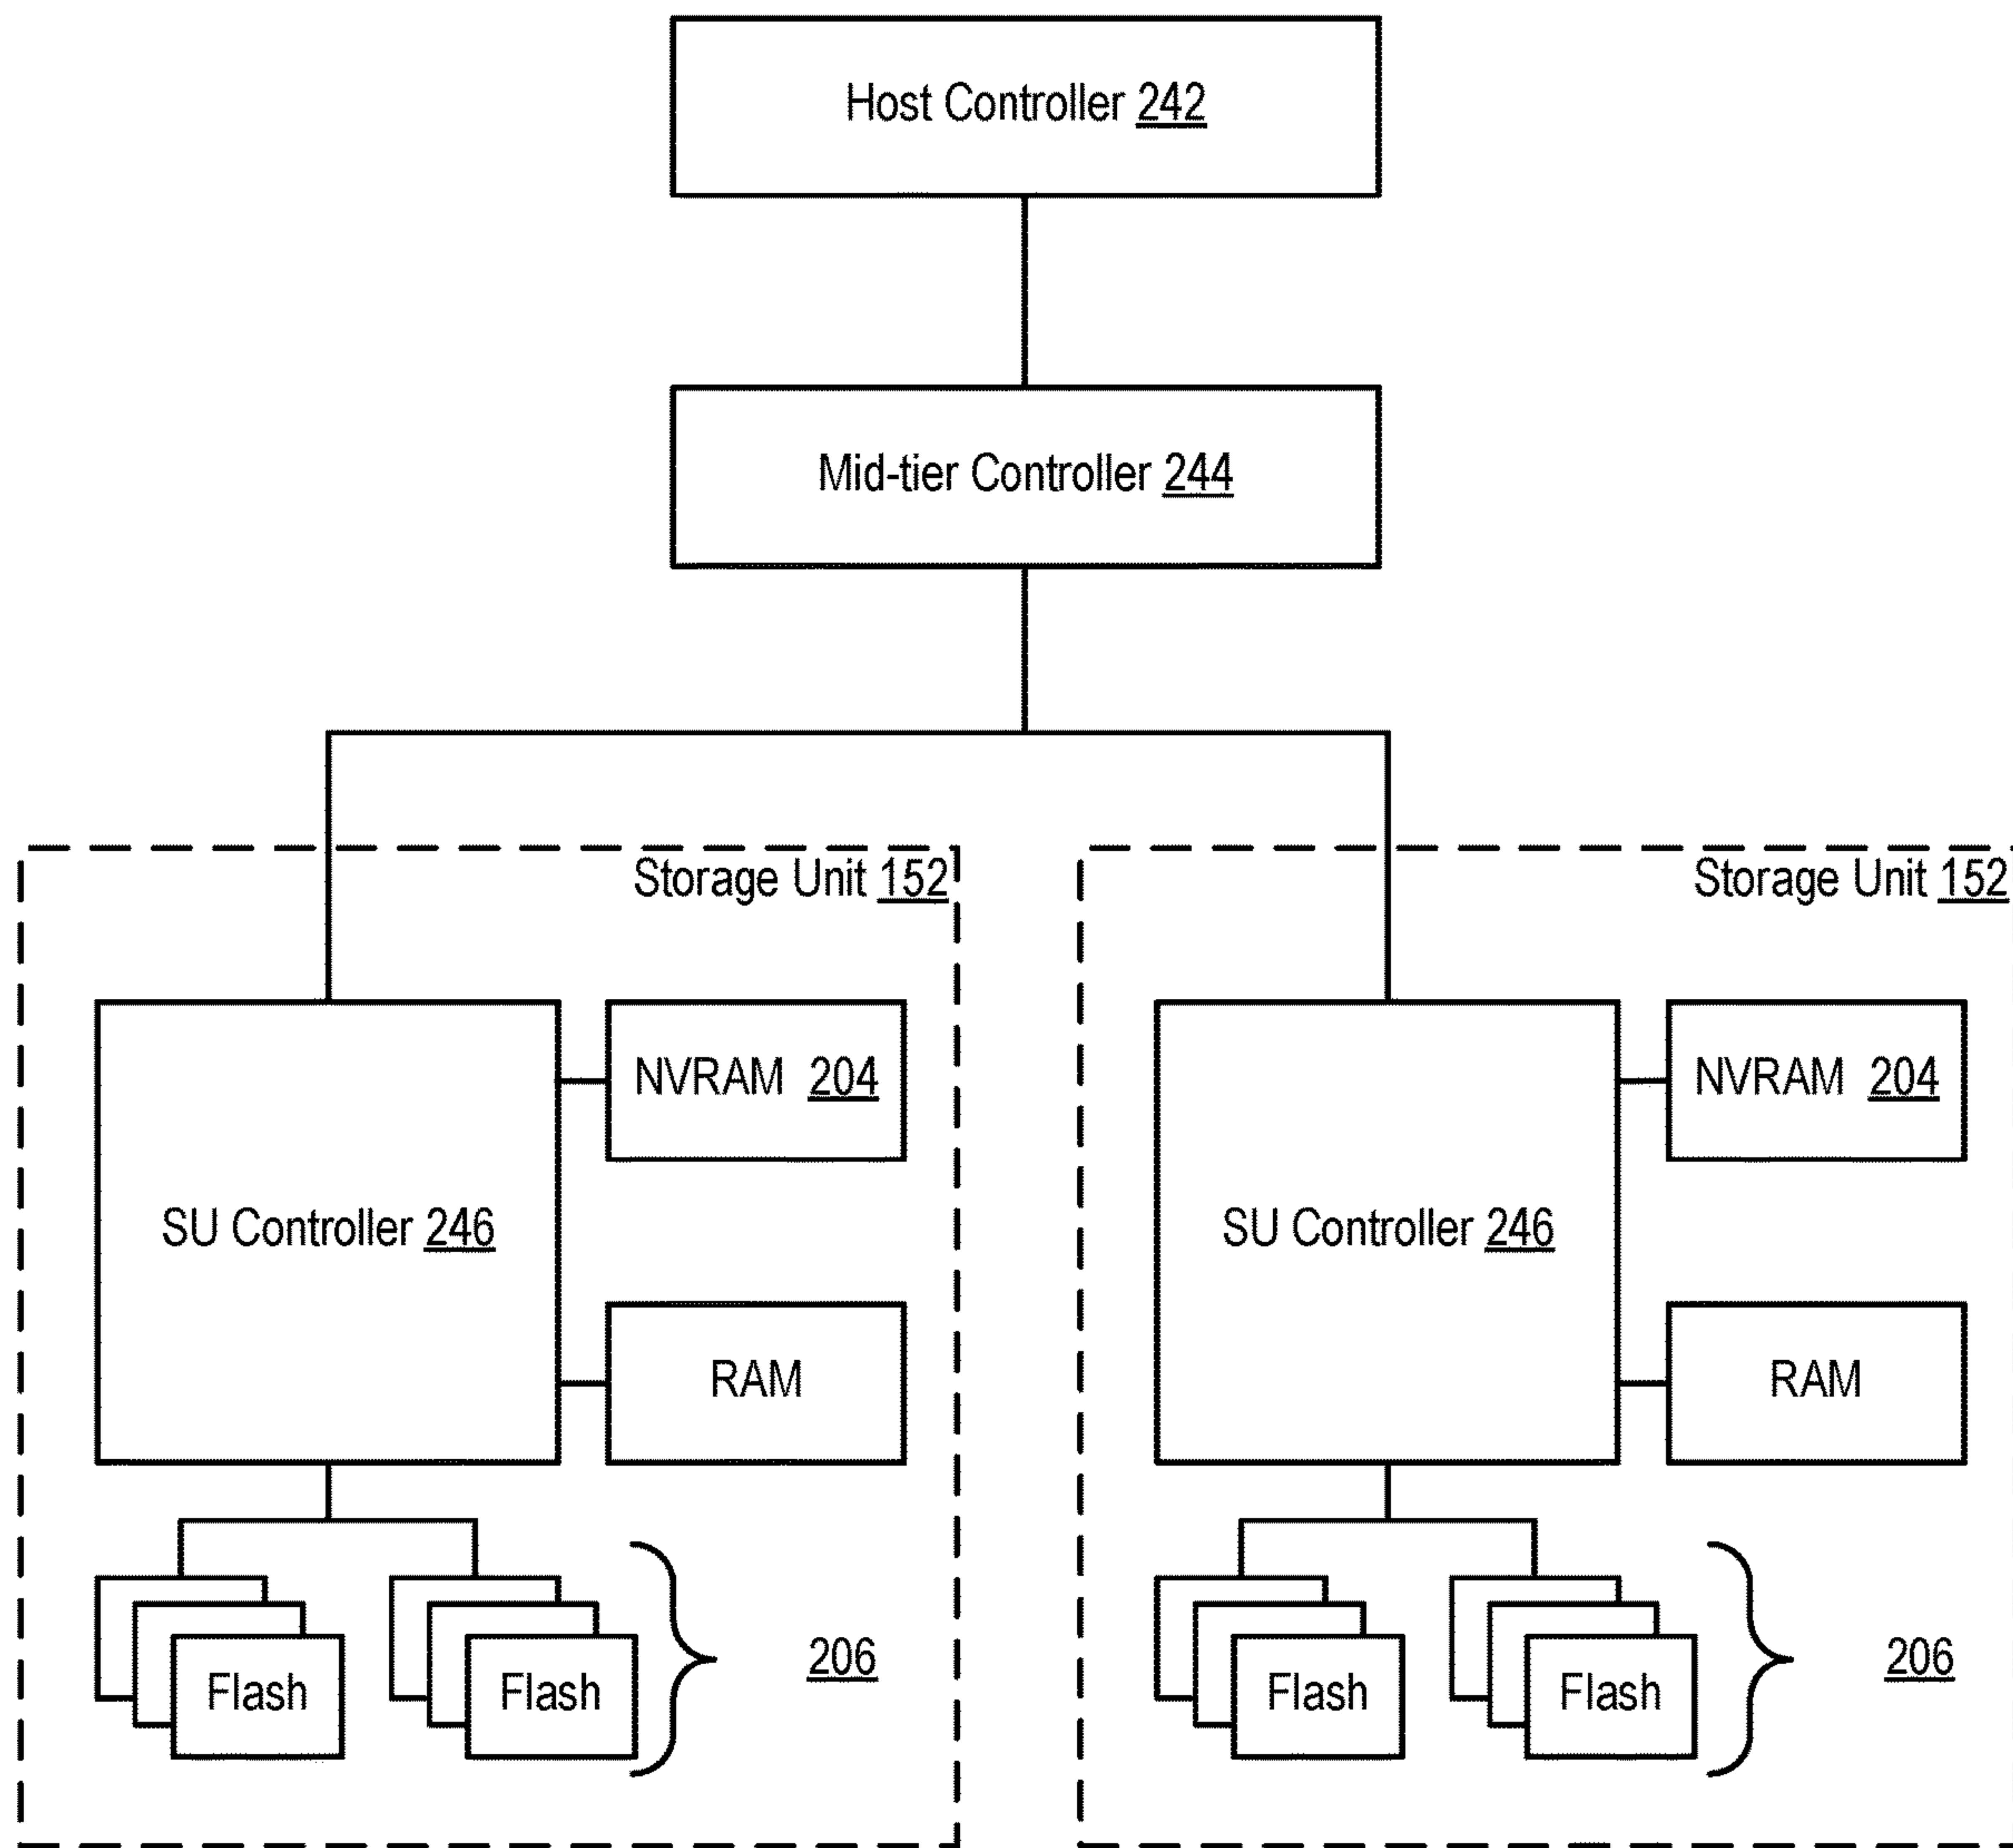 Host Controller 242
Mid-tier Controller 244
Storage Unit 152
Storage Unit 152
NVRAM 204
NVRAM 204
SU Controller 246
SU Controller 246
RAM
RAM
206
206
Flash
Flash
Flash
Flash